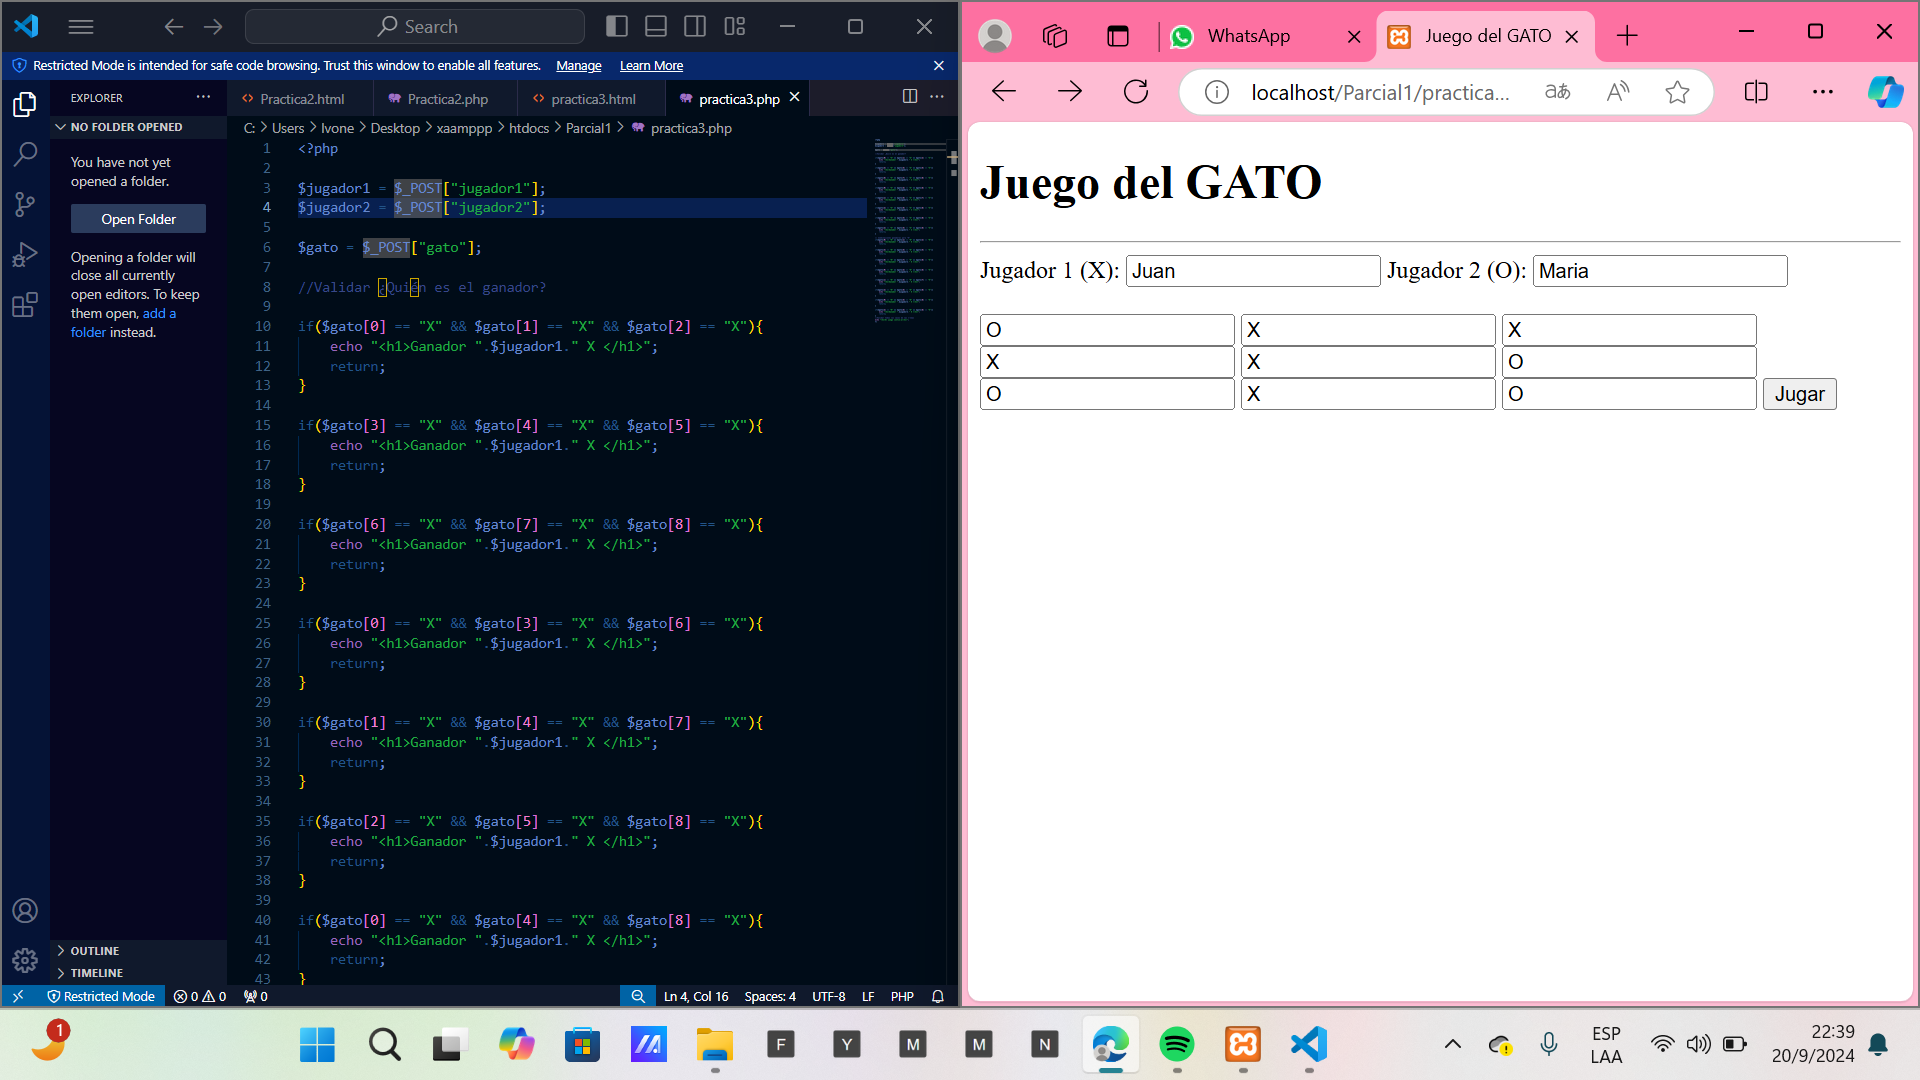 Search
Restricted Mode is intended for safe code browsing. Trust this window to enable all features. Manage Learn More
EXPLORER
NO FOLDER OPENED
You have not yet
opened a folder.
Open Folder
Opening a folder will
close all currently
open editors. To keep
them open, add a
folder instead.
OUTLINE
TIMELINE
Practica2.html Practica2.php practica3.html practica3.php
C: > Users > Ivone > Desktop > xaamppp > htdocs > Parcial1 > practica3.php
1 <?php
2
3 $jugador1 = $_POST["jugador1"];
4 $jugador2 = $_POST["jugador2"];
5
6 $gato = $_POST["gato"];
7
8 //Validar ¿Quién es el ganador?
9
10 if($gato[0] == "X" && $gato[1] == "X" && $gato[2] == "X"){
11 echo "<h1>Ganador ".$jugador1." X </h1>";
12 return;
13 }
14
15 if($gato[3] == "X" && $gato[4] == "X" && $gato[5] == "X"){
16 echo "<h1>Ganador ".$jugador1." X </h1>";
17 return;
18 }
19
20 if($gato[6] == "X" && $gato[7] == "X" && $gato[8] == "X"){
21 echo "<h1>Ganador ".$jugador1." X </h1>";
22 return;
23 }
24
25 if($gato[0] == "X" && $gato[3] == "X" && $gato[6] == "X"){
26 echo "<h1>Ganador ".$jugador1." X </h1>";
27 return;
28 }
29
30 if($gato[1] == "X" && $gato[4] == "X" && $gato[7] == "X"){
31 echo "<h1>Ganador ".$jugador1." X </h1>";
32 return;
33 }
34
35 if($gato[2] == "X" && $gato[5] == "X" && $gato[8] == "X"){
36 echo "<h1>Ganador ".$jugador1." X </h1>";
37 return;
38 }
39
40 if($gato[0] == "X" && $gato[4] == "X" && $gato[8] == "X"){
41 echo "<h1>Ganador ".$jugador1." X </h1>";
42 return;
43 }
Restricted Mode 0 0 0 Ln 4, Col 16 Spaces: 4 UTF-8 LF PHP
WhatsApp Juego del GATO
localhost/Parcial1/practica...
Juego del GATO
Jugador 1 (X): Juan Jugador 2 (O): Maria
O X X
X X O
O X O Jugar
1
F Y M M N
ESP
LAA
22:39
20/9/2024